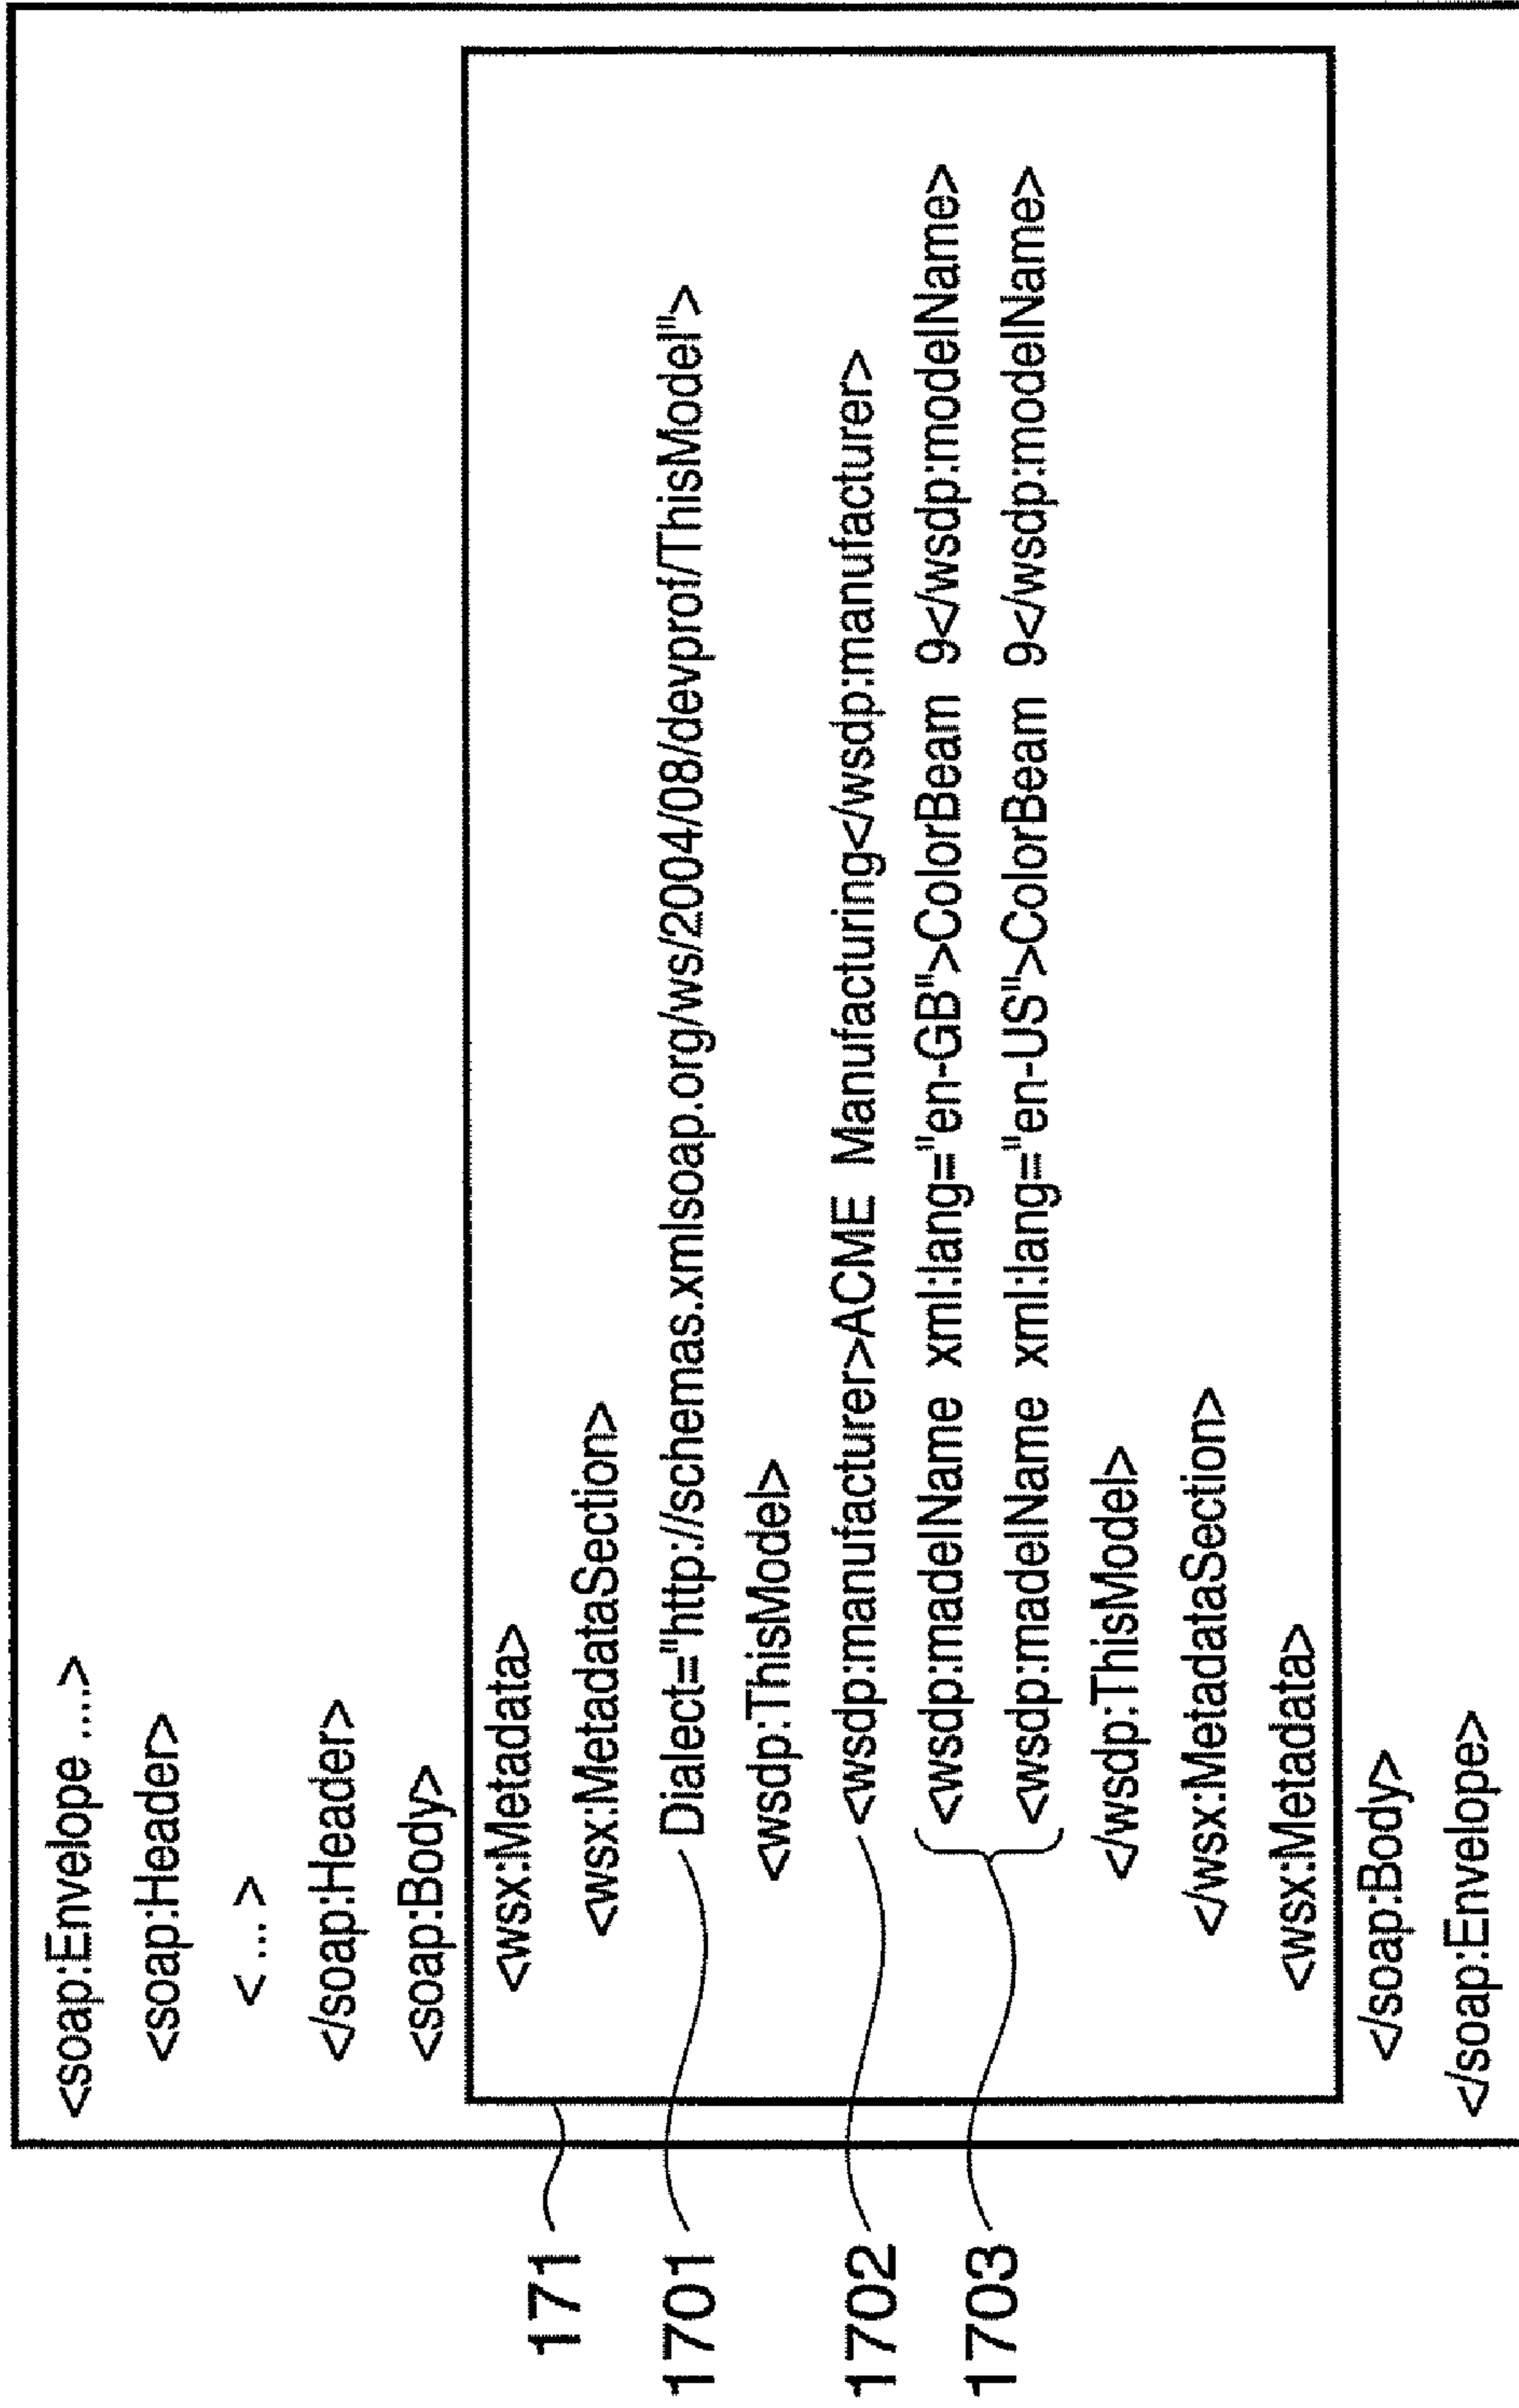 <soap:Envelope ....>
<soap:Header>
< ... >
</soap:Header>
<soap:Body>
171
<wsx:Metadata>
<wsx:MetadataSection>
1701
Dialect="http://schemas.xmlsoap.org/ws/2004/08/devprof/ThisModel">
<wsdp:ThisModel>
1702
<wsdp:manufacturer>ACME Manufacturing</wsdp:manufacturer>
1703
<wsdp:madelName xml:lang="en-GB">ColorBeam 9</wsdp:modelName>
<wsdp:madelName xml:lang="en-US">ColorBeam 9</wsdp:modelName>
</wsdp:ThisModel>
</wsx:MetadataSection>
<wsx:Metadata>
</soap:Body>
</soap:Envelope>